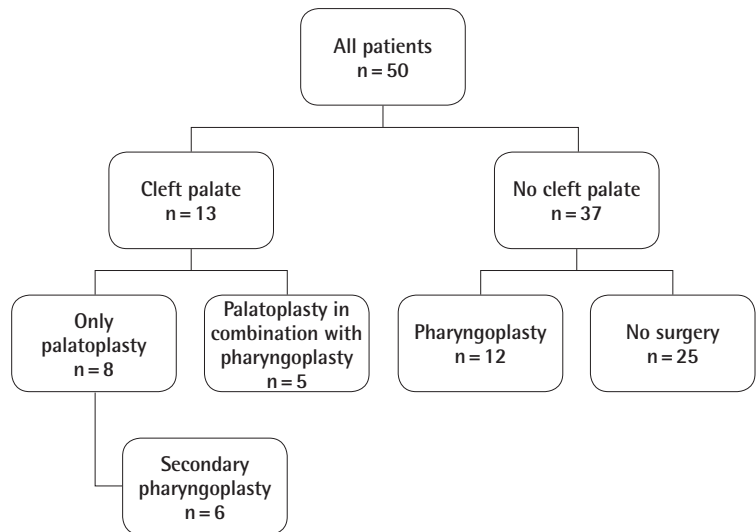 All patients
n = 50
Cleft palate
n = 13
No cleft palate
n = 37
Only
palatoplasty
n = 8
Palatoplasty in
combination with
pharyngoplasty
n = 5
Pharyngoplasty
n = 12
No surgery
n = 25
Secondary
pharyngoplasty
n = 6